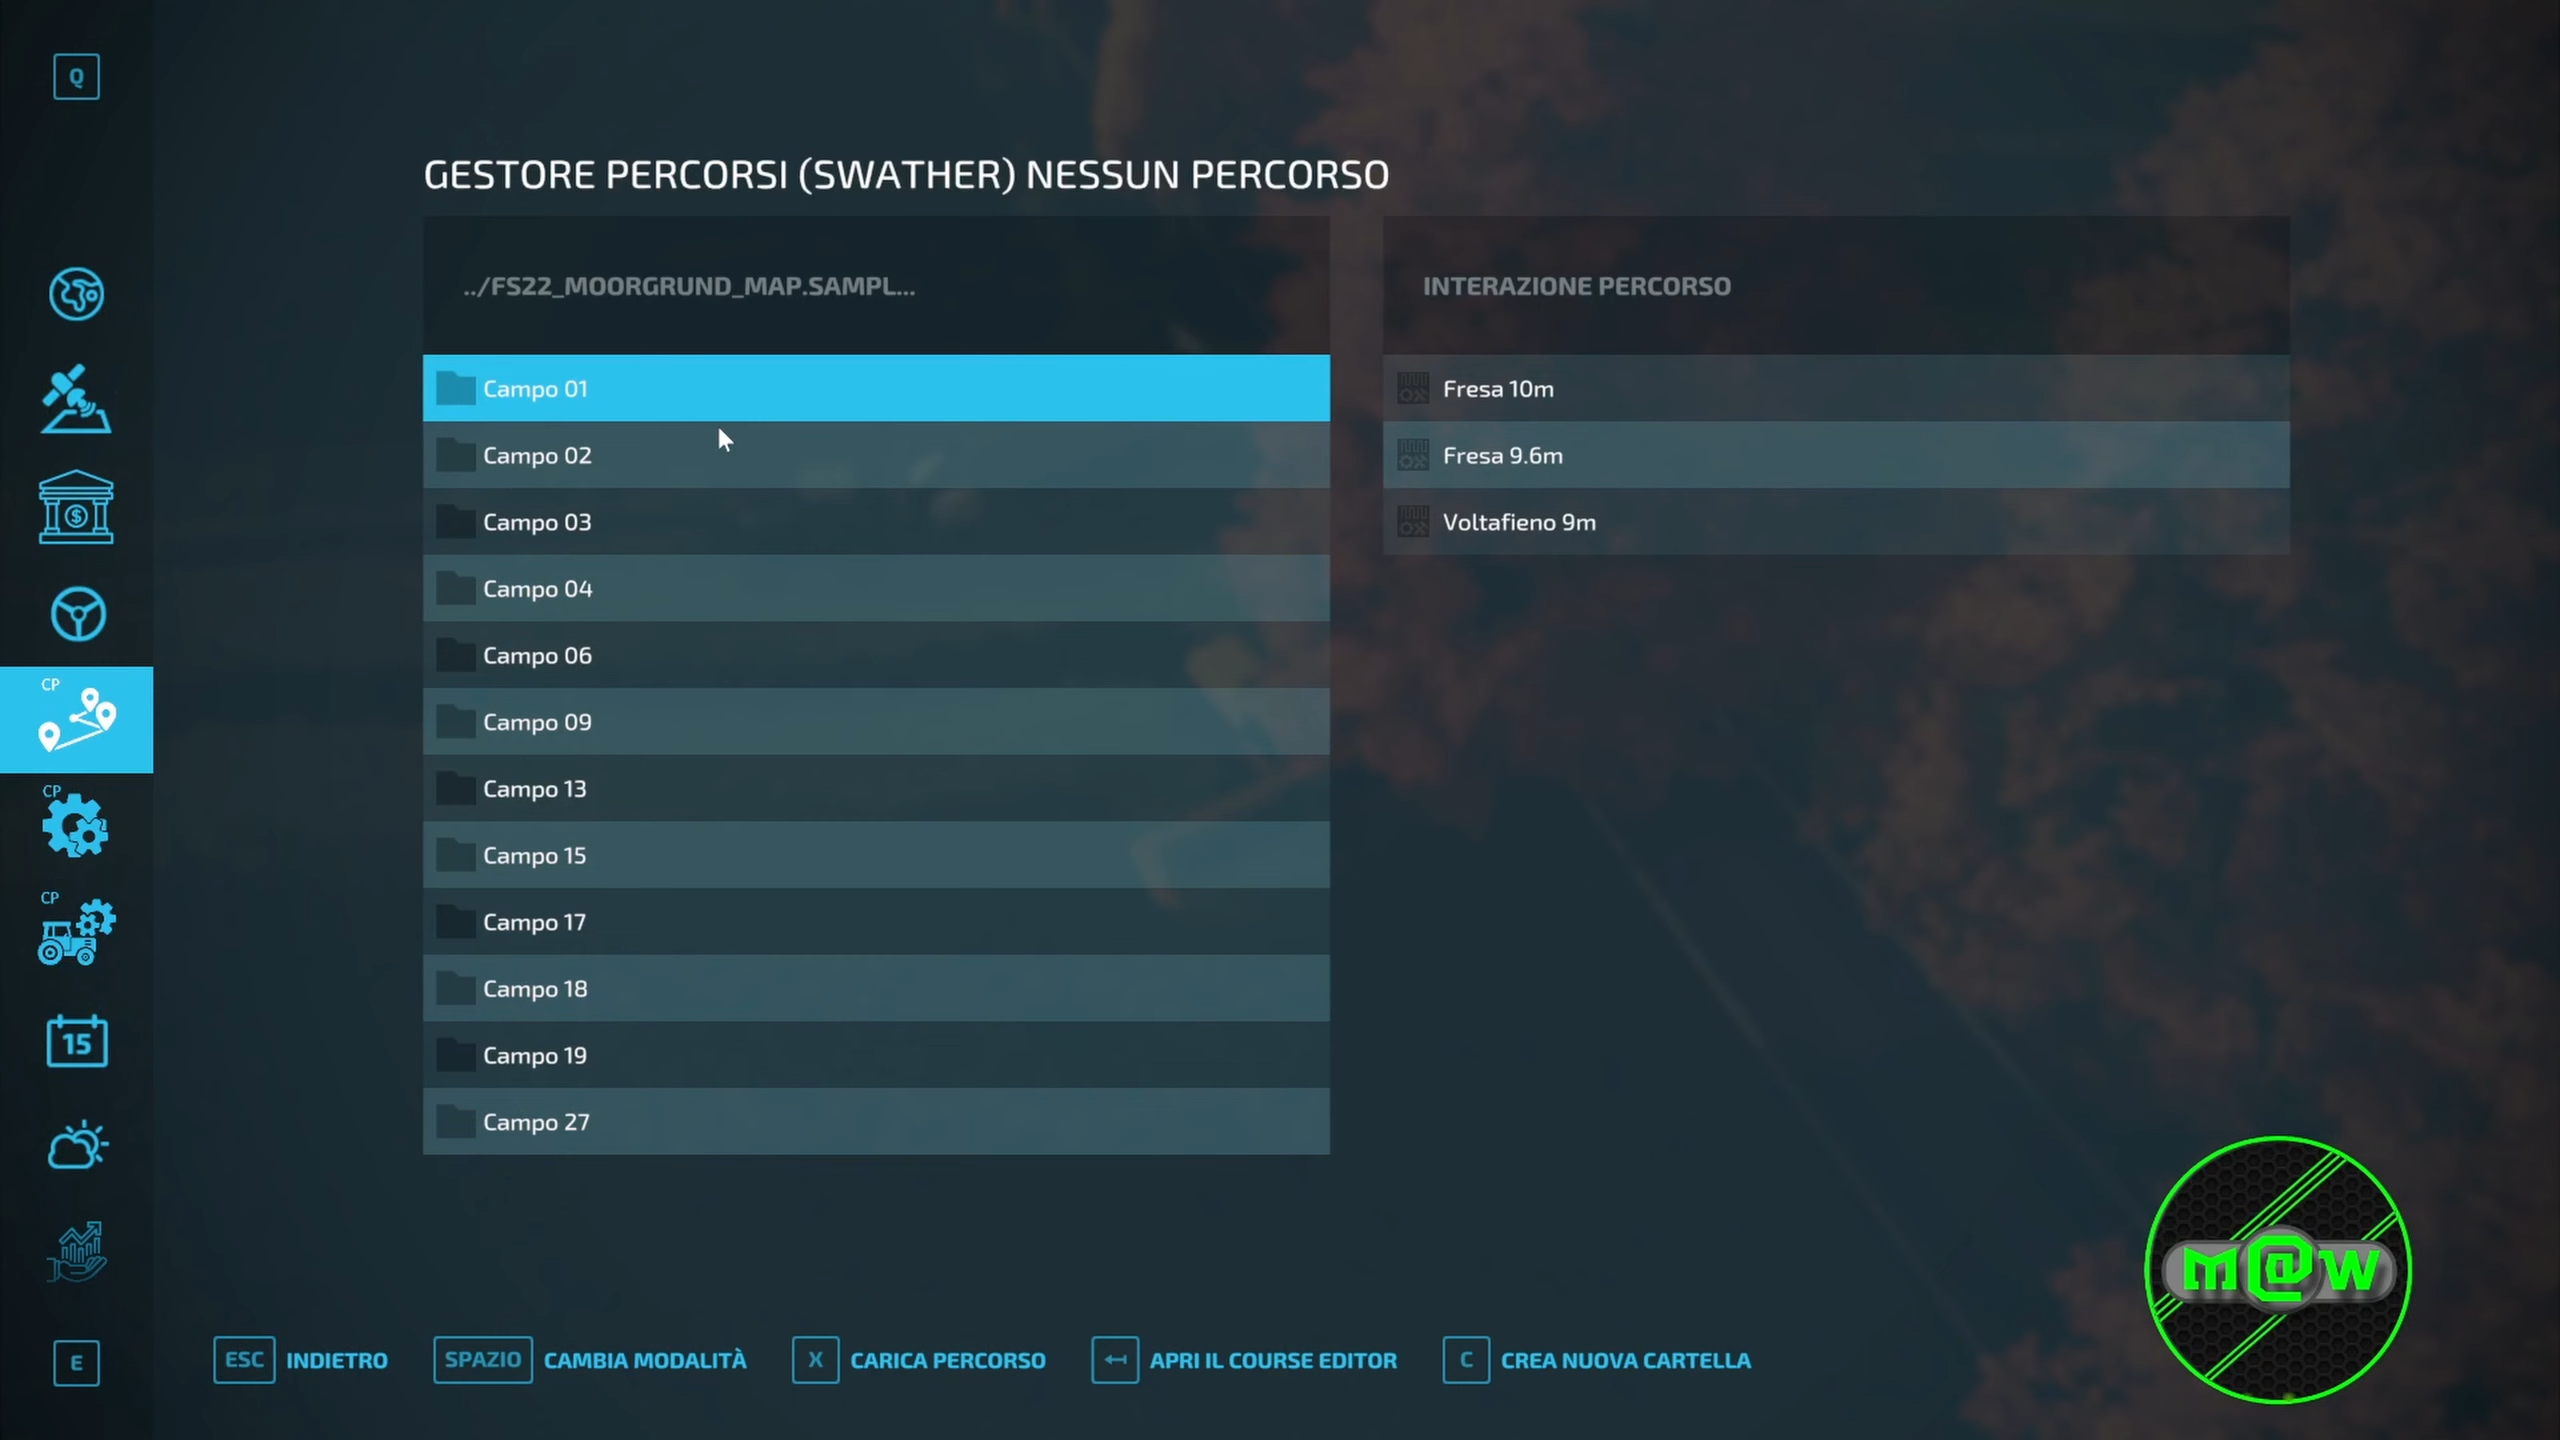 Q
GESTORE PERCORSI (SWATHER) NESSUN PERCORSO
../FS22_MOORGRUND_MAP.SAMPL...
Campo 01
Campo 02
Campo 03
Campo 04
Campo 06
Campo 09
Campo 13
Campo 15
Campo 17
Campo 18
Campo 19
Campo 27
INTERAZIONE PERCORSO
Fresa 10m
Fresa 9.6m
Voltafieno 9m
CP
CP
CP
15
E
ESC INDIETRO SPAZIO CAMBIA MODALITÀ X CARICA PERCORSO APRI IL COURSE EDITOR C CREA NUOVA CARTELLA
m@w